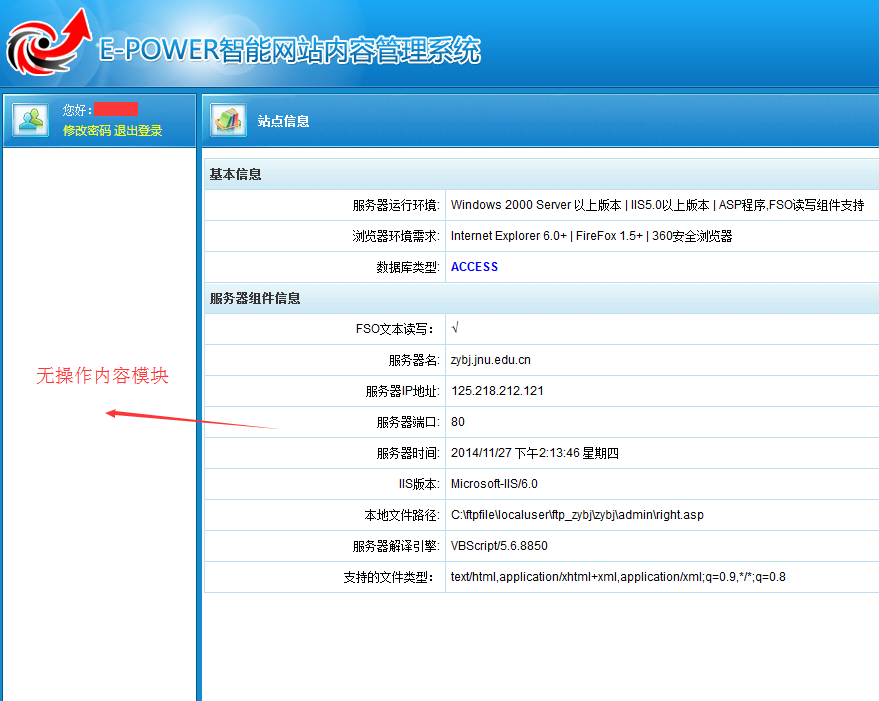 E-POWER智能网站内容管理系统
您好：
修改密码 退出登录
站点信息
基本信息
服务器运行环境: Windows 2000 Server 以上版本 | IIS5.0以上版本 | ASP程序,FSO读写组件支持
浏览器环境需求: Internet Explorer 6.0+ | FireFox 1.5+ | 360安全浏览器
数据库类型: ACCESS
服务器组件信息
FSO文本读写： √
服务器名: zybj.jnu.edu.cn
服务器IP地址: 125.218.212.121
服务器端口: 80
服务器时间: 2014/11/27 下午2:13:46 星期四
IIS版本: Microsoft-IIS/6.0
本地文件路径: C:\ftpfile\localuser\ftp_zybj\zybj\admin\right.asp
服务器解译引擎: VBScript/5.6.8850
支持的文件类型： text/html,application/xhtml+xml,application/xml;q=0.9,*/*;q=0.8
无操作内容模块